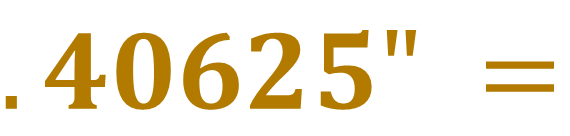 .40625" =